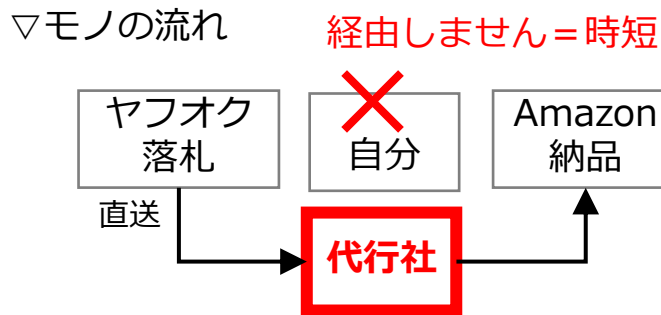 ▽モノの流れ
経由しません=時短
ヤフオク
落札
自分
Amazon
納品
直送
代行社